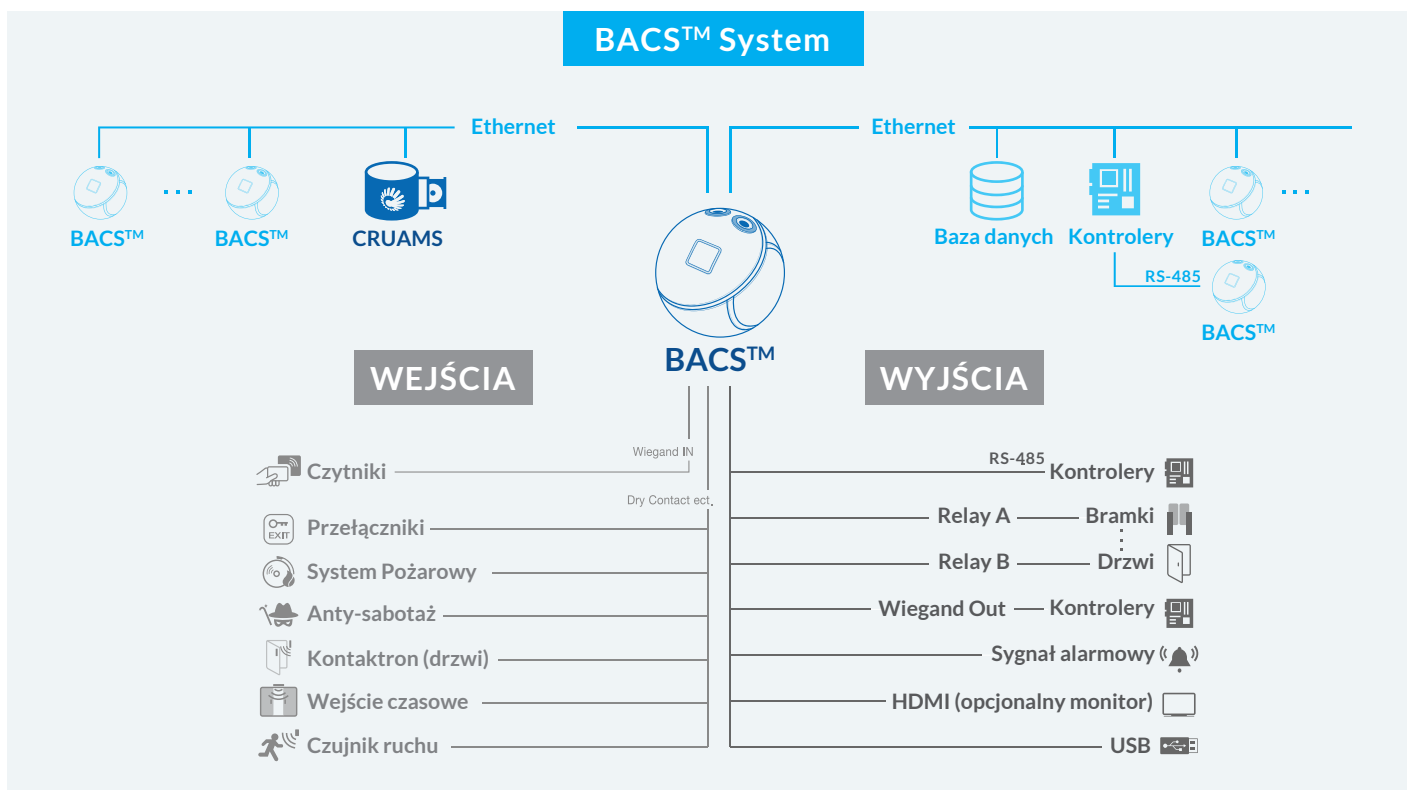 BACS™ System
Ethernet
Ethernet
BACS™
BACS™
CRUAMS
Baza danych
Kontrolery
BACS™
RS-485
BACS™
BACS™
WEJŚCIA
WYJŚCIA
Wiegand IN
Czytniki
Dry Contact ect.
EXIT
Przełączniki
System Pożarowy
Anty-sabotaż
Kontaktron (drzwi)
Wejście czasowe
Czujnik ruchu
RS-485
Kontrolery
Relay A
Bramki
Relay B
Drzwi
Wiegand Out
Kontrolery
Sygnał alarmowy
HDMI (opcjonalny monitor)
USB